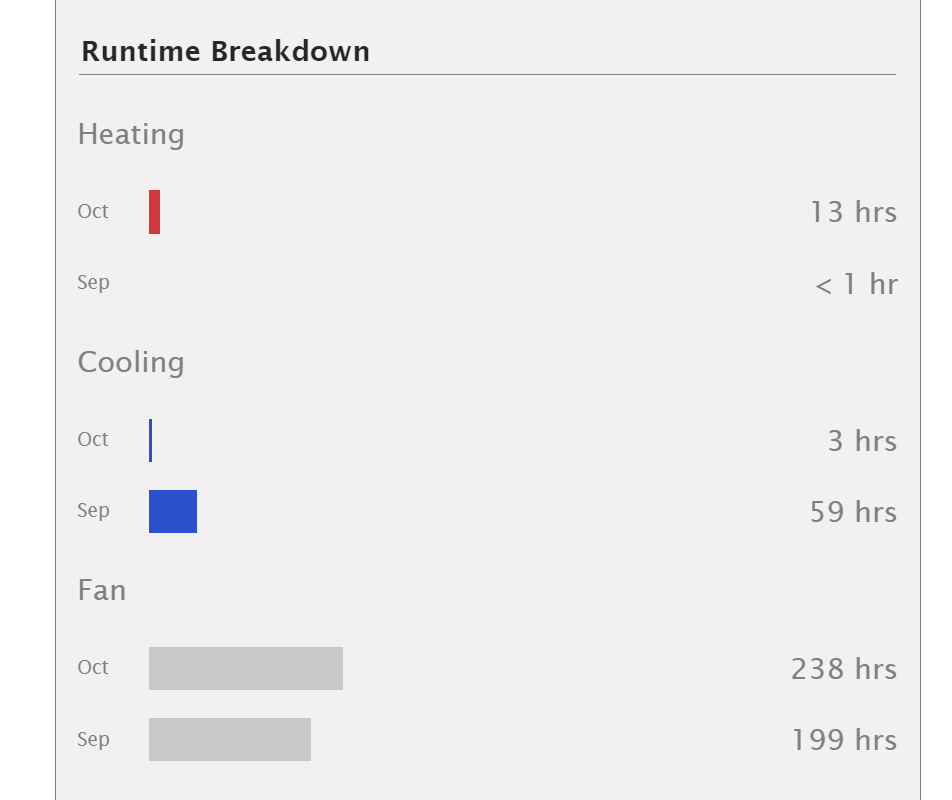 Runtime Breakdown
Heating
Oct 13 hrs
Sep < 1 hr
Cooling
Oct 3 hrs
Sep 59 hrs
Fan
Oct 238 hrs
Sep 199 hrs